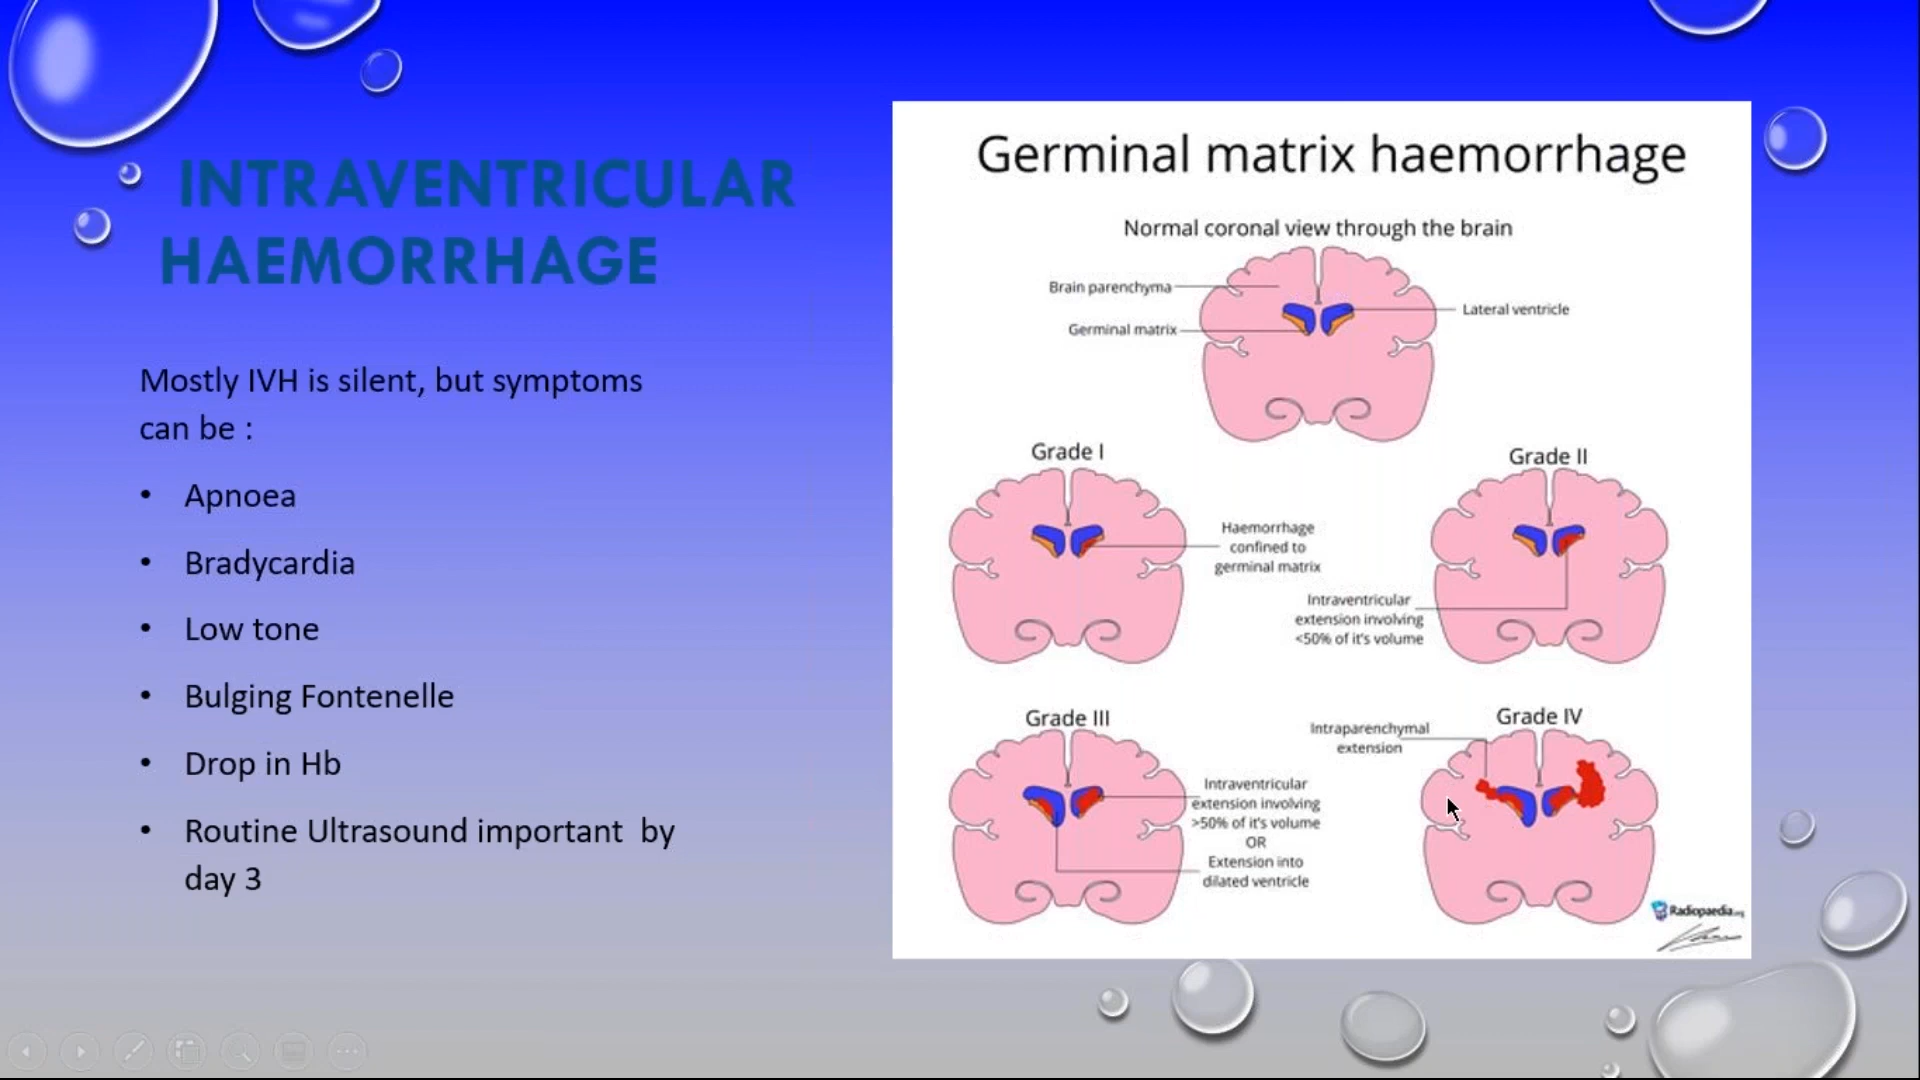 INTRAVENTRICULAR
HAEMORRHAGE
Mostly IVH is silent, but symptoms
can be :
• Apnoea
• Bradycardia
• Low tone
• Bulging Fontenelle
• Drop in Hb
• Routine Ultrasound important by
day 3
Germinal matrix haemorrhage
Normal coronal view through the brain
Brain parenchyma
Lateral ventricle
Germinal matrix
Grade I
Haemorrhage
confined to
germinal matrix
Grade II
Intraventricular
extension involving
<50% of it's volume
Grade III
Intraventricular
extension involving
>50% of it's volume
OR
Extension into
dilated ventricle
Grade IV
Intraparenchymal
extension
Radiopaedia.org